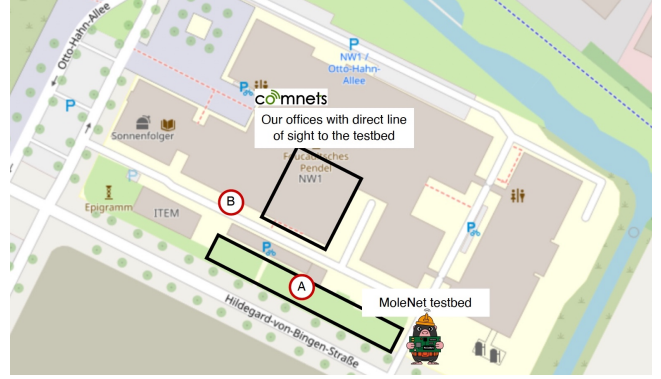 Otto-Hahn-Allee
P
NW1 /
Otto-Hahn-
Allee
P
comnets
Our offices with direct line
of sight to the testbed
P
Sonnenfolger
Foucaultsches
Pendel
NW1
P
Epigramm
ITEM
B
P
P
A
MoleNet testbed
Hildegard-von-Bingen-Straße